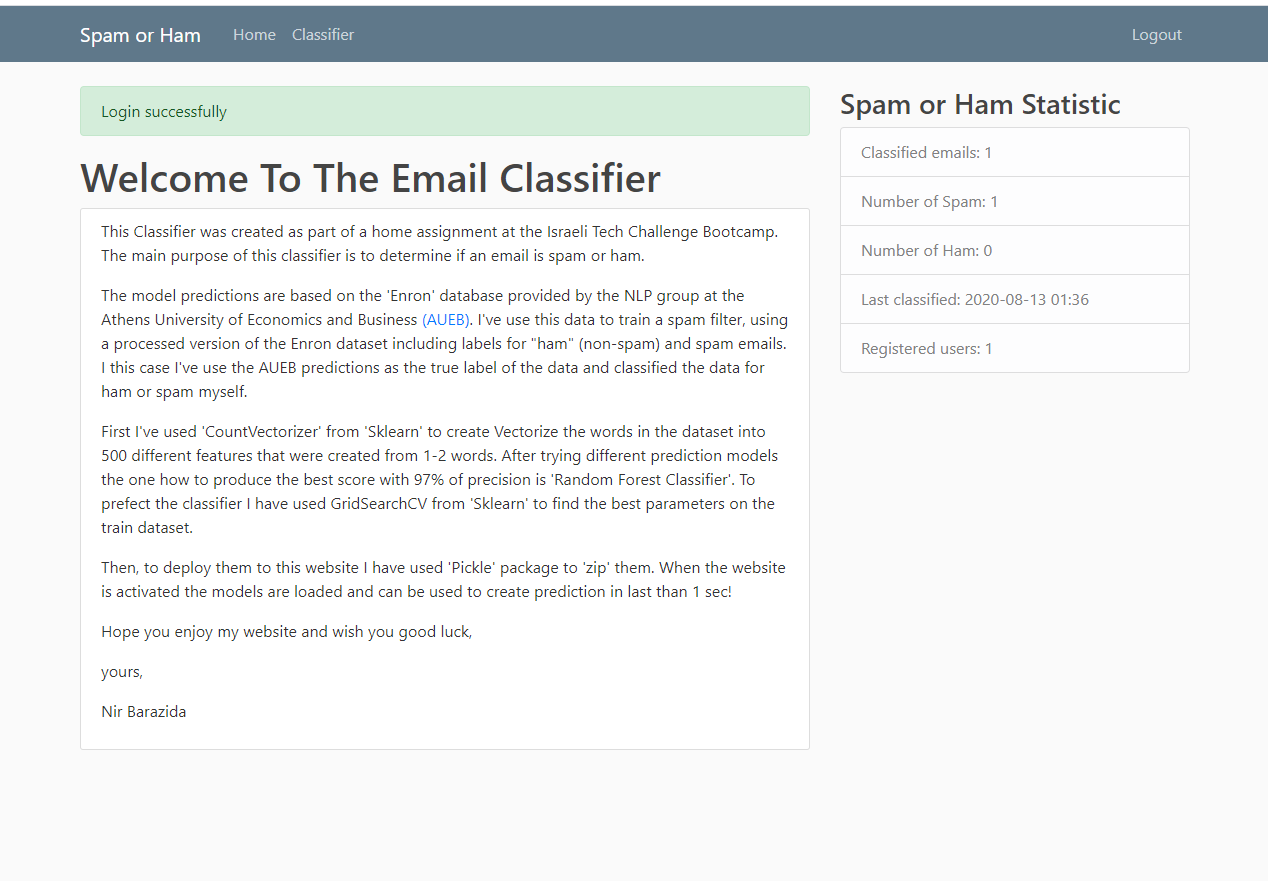 Spam or Ham Home Classifier Logout
Login successfully
Welcome To The Email Classifier
This Classifier was created as part of a home assignment at the Israeli Tech Challenge Bootcamp.
The main purpose of this classifier is to determine if an email is spam or ham.
The model predictions are based on the 'Enron' database provided by the NLP group at the
Athens University of Economics and Business (AUEB). I've use this data to train a spam filter, using
a processed version of the Enron dataset including labels for "ham" (non-spam) and spam emails.
I this case I've use the AUEB predictions as the true label of the data and classified the data for
ham or spam myself.
First I've used 'CountVectorizer' from 'Sklearn' to create Vectorize the words in the dataset into
500 different features that were created from 1-2 words. After trying different prediction models
the one how to produce the best score with 97% of precision is 'Random Forest Classifier'. To
prefect the classifier I have used GridSearchCV from 'Sklearn' to find the best parameters on the
train dataset.
Then, to deploy them to this website I have used 'Pickle' package to 'zip' them. When the website
is activated the models are loaded and can be used to create prediction in last than 1 sec!
Hope you enjoy my website and wish you good luck,
yours,
Nir Barazida
Spam or Ham Statistic
Classified emails: 1
Number of Spam: 1
Number of Ham: 0
Last classified: 2020-08-13 01:36
Registered users: 1